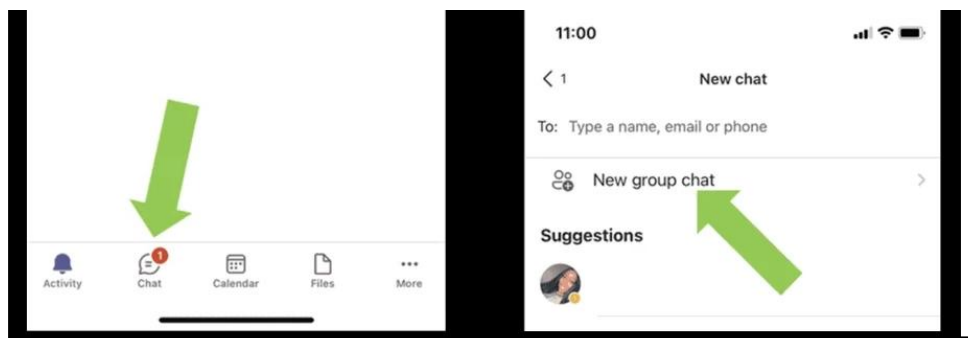 1
Activity Chat Calendar Files More
11:00
1 New chat
To: Type a name, email or phone
New group chat
Suggestions